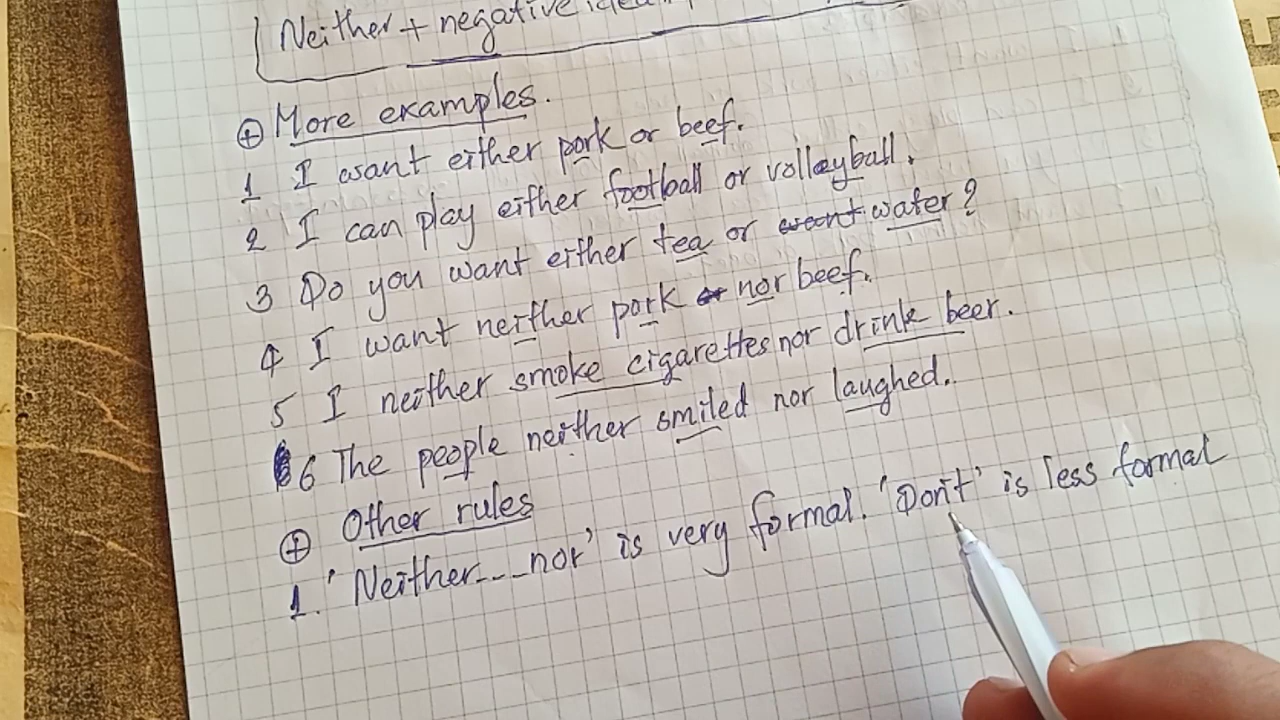 Neither + negative idea
⊕ More examples.
1 I want either pork or beef.
2 I can play either football or volleyball.
3 Do you want either tea or want water?
4 I want neither pork or nor beef.
5 I neither smoke cigarettes nor drink beer.
6 The people neither smiled nor laughed.
⊕ Other rules
1. 'Neither---nor' is very formal. 'Don't' is less formal